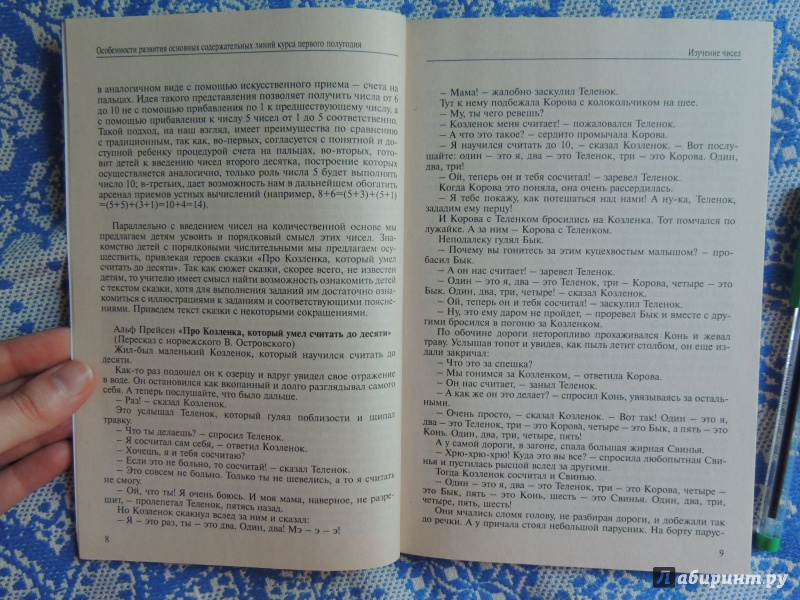 Особенности развития основных содержательных линий курса первого полугодия
в аналогичном виде с помощью искусственного приема — счета на
пальцах. Идея такого представления позволяет получить числа от 6
до 10 не с помощью прибавления по 1 к предшествующему числу, а
с помощью прибавления к числу 5 чисел от 1 до 5 соответственно.
Такой подход, на наш взгляд, имеет преимущества по сравнению
с традиционным, так как, во-первых, согласуется с понятной и до-
ступной ребенку процедурой счета на пальцах, во-вторых, гото-
вит детей к введению чисел второго десятка, построение которых
осуществляется аналогично, только роль числа 5 будет выполнять
число 10; в-третьих, дает возможность нам в дальнейшем обогатить
арсенал приемов устных вычислений (например, 8+6=(5+3)+(5+1)
=(5+5)+(3+1)=10+4=14).
Параллельно с введением чисел на количественной основе мы
предлагаем детям усвоить и порядковый смысл этих чисел. Зна-
комство детей с порядковыми числительными мы предлагаем осу-
ществить, привлекая героев сказки «Про Козленка, который умел
считать до десяти». Так как сюжет сказки, скорее всего, не известен
детям, то учителю имеет смысл найти возможность ознакомить детей
с текстом сказки, хотя для выполнения заданий им достаточно озна-
комиться с иллюстрациями к заданиям и соответствующими поясне-
ниями. Приведем текст сказки с некоторыми сокращениями.
Альф Прейсен «Про Козленка, который умел считать до десяти»
(Пересказ с норвежского В. Островского)
Жил-был маленький Козленок, который научился считать до
десяти.
Как-то раз подошел он к озерцу и вдруг увидел свое отражение
в воде. Он остановился как вкопанный и долго разглядывал самого
себя. А теперь послушайте, что было дальше.
— Раз! — сказал Козленок.
Это услышал Теленок, который гулял поблизости и щипал
травку.
— Что ты делаешь? — спросил Теленок.
— Я сосчитал сам себя, — ответил Козленок.
— Хочешь, я и тебя сосчитаю?
— Если это не больно, то сосчитай! — сказал Теленок.
— Это совсем не больно. Только ты не шевелись, а то я считать
не смогу.
— Ой, что ты! Я очень боюсь. И моя мама, наверное, не разре-
шит, — пролепетал Теленок, пятясь назад.
Но Козленок скакнул вслед за ним и сказал:
— Я — это раз, ты — это два. Один, два! Мэ — э — э!
8
Изучение чисел
— Мама! — жалобно заскулил Теленок.
Тут к нему подбежала Корова с колокольчиком на шее.
— Му, ты чего ревешь?
— Козленок меня считает! — пожаловался Теленок.
— А что это такое? — сердито промычала Корова.
— Я научился считать до 10, — сказал Козленок. — Вот послу-
шайте: один — это я, два — это Теленок, три — это Корова. Один,
два, три!
— Ой, теперь он и тебя сосчитал! — заревел Теленок.
Когда Корова это поняла, она очень рассердилась.
— Я тебе покажу, как потешаться над нами! А ну-ка, Теленок,
зададим ему перцу!
И Корова с Теленком бросились на Козленка. Тот помчался по
лужайке. А за ним — Корова с Теленком.
Неподалеку гулял Бык.
— Почему вы гонитесь за этим куцехвостым малышом? — про-
басил Бык.
— А он нас считает! — заревел Теленок.
— Один — это я, два — это Теленок, три — Корова, четыре — это
Бык. Один, два, три, четыре! — сказал Козленок.
— Ой, теперь он и тебя сосчитал! — заскулил Теленок.
— Ну, это ему даром не пройдет, — проревел Бык и вместе с дру-
гими бросился в погоню за Козленком.
По обочине дороги неторопливо прохаживался Конь и жевал
траву. Услышав топот и увидев, как пыль летит столбом, он еще из-
дали закричал:
— Что это за спешка?
— Мы гонимся за Козленком, — ответила Корова.
— Он нас считает, — заныл Теленок.
— А как же он это делает? — спросил Конь, увязываясь за осталь-
ными.
— Очень просто, — сказал Козленок. — Вот так! Один — это я,
два — это Теленок, три — это Корова, четыре — это Бык, а пять — это
Конь. Один, два, три, четыре, пять!
А у самой дороги, в загоне, спала большая жирная Свинья.
— Хрю-хрю-хрю! Куда это вы все? — спросила любопытная Сви-
нья и пустилась рысцой вслед за другими.
Тогда Козленок сосчитал и Свинью.
— Один — это я, два — это Теленок, три — это Корова, четыре —
это Бык, пять — это Конь, шесть — это Свинья. Один, два, три,
четыре, пять, шесть!
Они мчались сломя голову, не разбирая дороги, и добежали так
до речки. А у причала стоял небольшой парусник. На борту парус-
9
Лабиринт.ру